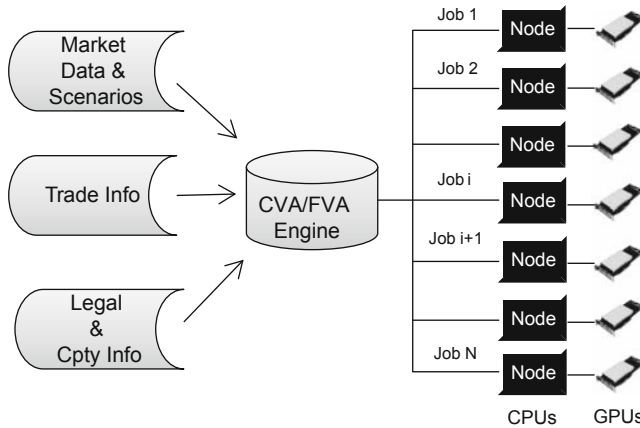 Market
Data &
Scenarios
Trade Info
Legal
&
Cpty Info
CVA/FVA
Engine
Job 1
Node
Job 2
Node
Node
Job i
Node
Job i+1
Node
Node
Job N
Node
CPUs
GPUs